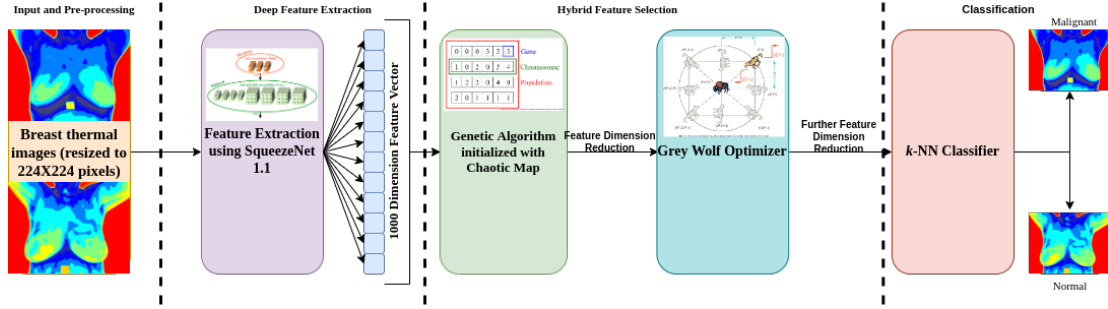 Input and Pre-processing
Deep Feature Extraction
Hybrid Feature Selection
Classification
Breast thermal
images (resized to
224X224 pixels)
Feature Extraction
using SqueezeNet
1.1
1000 Dimension Feature Vector
0 0 0 3 2 3 Gene
1 0 2 0 5 4 Chromosome
1 2 2 0 4 0 Population
2 0 1 1 1 1
Genetic Algorithm
initialized with
Chaotic Map
Feature Dimension
Reduction
Grey Wolf Optimizer
Further Feature
Dimension
Reduction
k-NN Classifier
Malignant
Normal